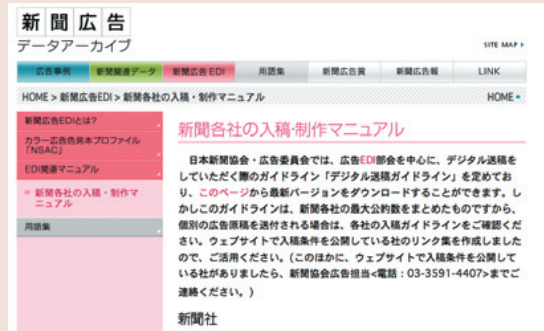 新聞広告
データアーカイブ
SITE MAP
広告事例 新聞関連データ 新聞広告 EDI 用語集 新聞広告賞 新聞広告報 LINK
HOME > 新聞広告EDI > 新聞各社の入稿・制作マニュアル HOME
新聞広告EDIとは?
カラー広告色見本プロファイル
「NSAC」
EDI関連マニュアル
新聞各社の入稿・制作マ
ニュアル
用語集
新聞各社の入稿・制作マニュアル
日本新聞協会・広告委員会では、広告EDI部会を中心に、デジタル送稿を
していただく際のガイドライン「デジタル送稿ガイドライン」を定めてお
り、このページから最新バージョンをダウンロードすることができます。し
かしこのガイドラインは、新聞各社の最大公約数をまとめたものですから、
個別の広告原稿を送付される場合は、各社の入稿ガイドラインをご確認くだ
さい。ウェブサイトで入稿条件を公開している社のリンク集を作成しました
ので、ご活用ください。(このほかに、ウェブサイトで入稿条件を公開して
いる社がありましたら、新聞協会広告担当<電話：03-3591-4407>までご
連絡ください。)
新聞社